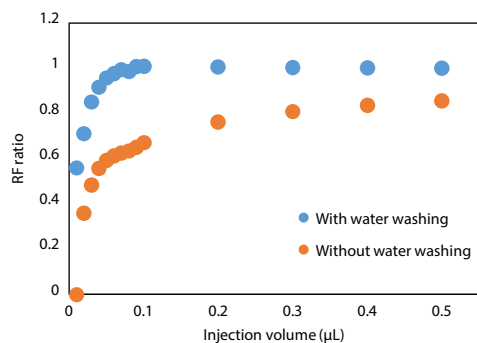 1.2
1
0.8
0.6
0.4
0.2
0
RF ratio
With water washing
Without water washing
0 0.1 0.2 0.3 0.4 0.5
Injection volume (μL)